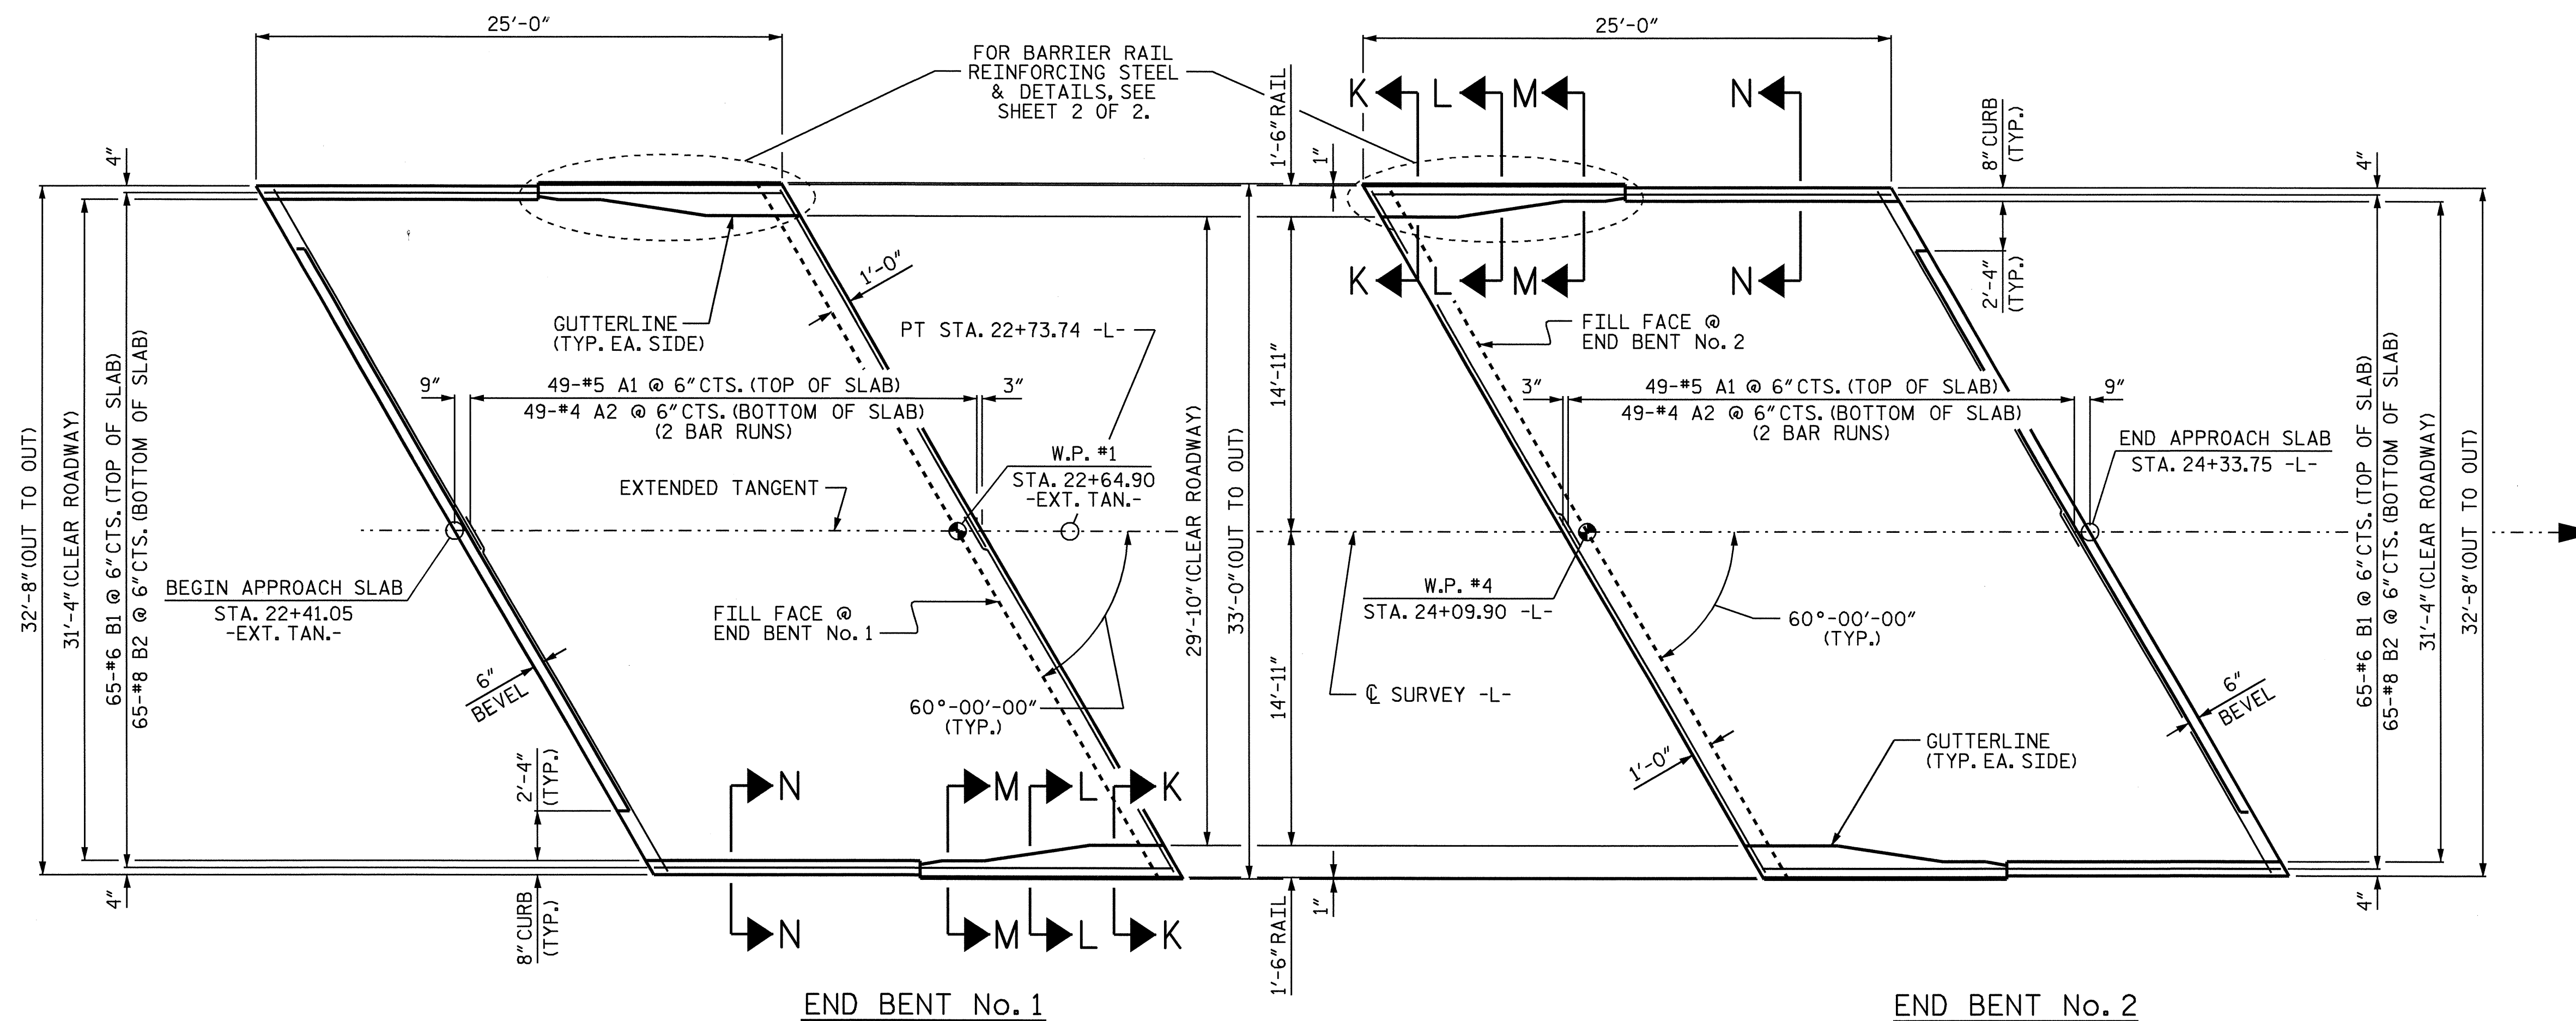 25'-0"
25'-0"
FOR BARRIER RAIL
REINFORCING STEEL
& DETAILS, SEE
SHEET 2 OF 2.
1'-6" RAIL
1"
K
L
M
N
8" CURB
(TYP.)
4"
4"
K
L
M
N
2'-4"
(TYP.)
1'-0"
GUTTERLINE
(TYP. EA. SIDE)
PT STA. 22+73.74 -L-
FILL FACE @
END BENT No. 2
9"
49-#5 A1 @ 6" CTS. (TOP OF SLAB)
49-#4 A2 @ 6" CTS. (BOTTOM OF SLAB)
(2 BAR RUNS)
3"
14'-11"
3"
49-#5 A1 @ 6" CTS. (TOP OF SLAB)
49-#4 A2 @ 6" CTS. (BOTTOM OF SLAB)
(2 BAR RUNS)
9"
32'-8" (OUT TO OUT)
31'-4" (CLEAR ROADWAY)
65-#6 B1 @ 6" CTS. (TOP OF SLAB)
65-#8 B2 @ 6" CTS. (BOTTOM OF SLAB)
EXTENDED TANGENT
W.P. #1
STA. 22+64.90
-EXT. TAN.-
29'-10" (CLEAR ROADWAY)
33'-0" (OUT TO OUT)
END APPROACH SLAB
STA. 24+33.75 -L-
65-#6 B1 @ 6" CTS. (TOP OF SLAB)
65-#8 B2 @ 6" CTS. (BOTTOM OF SLAB)
31'-4" (CLEAR ROADWAY)
32'-8" (OUT TO OUT)
BEGIN APPROACH SLAB
STA. 22+41.05
-EXT. TAN.-
FILL FACE @
END BENT No. 1
W.P. #4
STA. 24+09.90 -L-
60°-00'-00"
(TYP.)
6"
BEVEL
60°-00'-00"
(TYP.)
14'-11"
℄ SURVEY -L-
6"
BEVEL
GUTTERLINE
(TYP. EA. SIDE)
1'-0"
2'-4"
(TYP.)
N
M
L
K
4"
8" CURB
(TYP.)
N
M
L
K
1'-6" RAIL
1"
4"
END BENT No. 1
END BENT No. 2